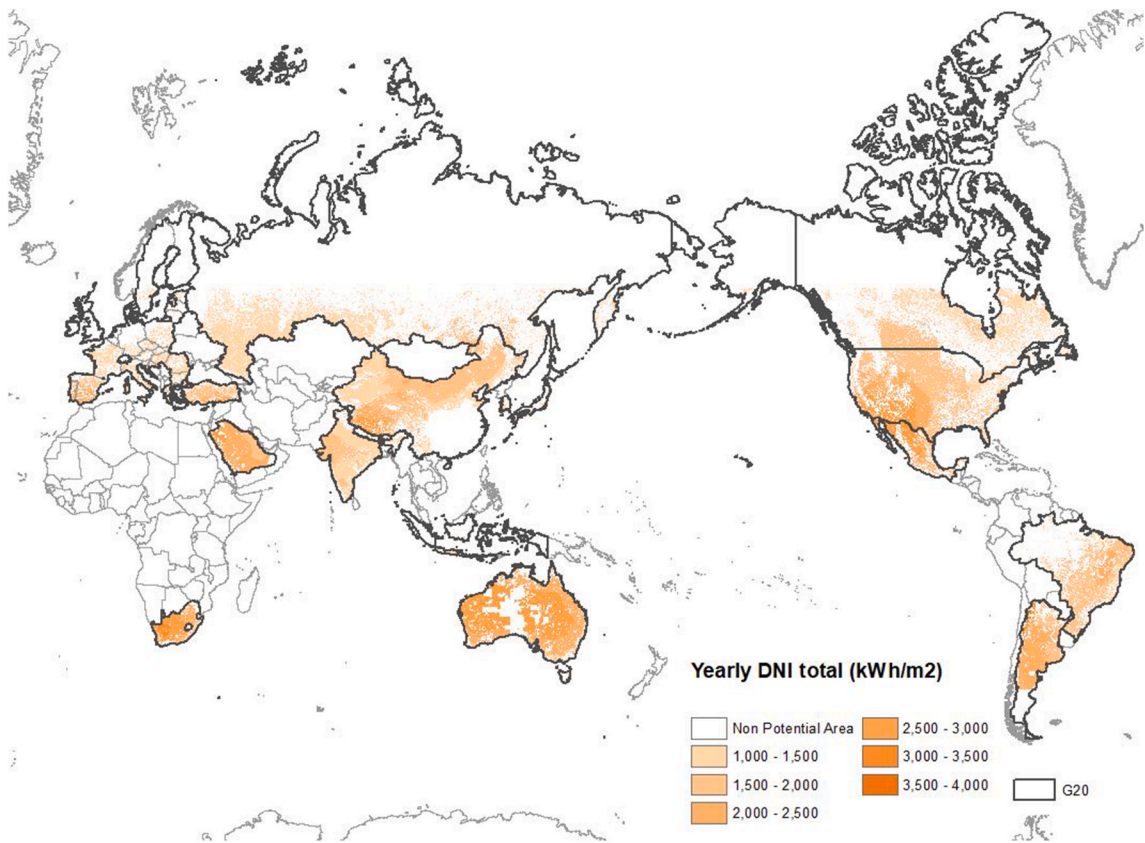 Yearly DNI total (kWh/m2)
Non Potential Area
1,000 - 1,500
1,500 - 2,000
2,000 - 2,500
2,500 - 3,000
3,000 - 3,500
3,500 - 4,000
G20